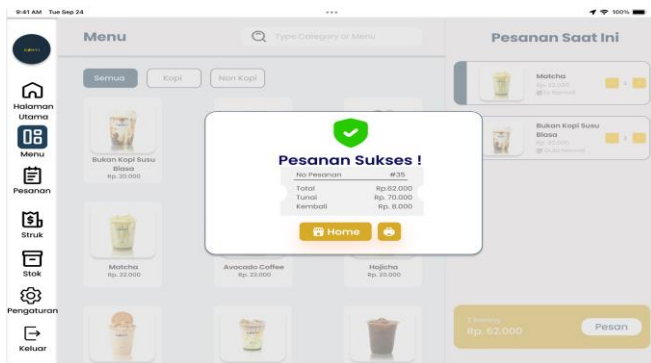 9:41 AM Tue Sep 24
100%
Menu
Type Category or Menu
Pesanan Saat Ini
Semua
Kopi
Non Kopi
Halaman
Utama
Menu
Pesanan
Struk
Stok
Pengaturan
Keluar
Bukan Kopi Susu
Biasa
Rp. 20.000
Matcha
Rp. 22.000
Avocado Coffee
Rp. 22.000
Hojicha
Rp. 20.000
Pesanan Sukses !
No Pesanan #35
Total Rp.62.000
Tunai Rp. 70.000
Kembali Rp. 8.000
Home
Matcha
Rp. 22.000
Bukan Kopi Susu
Biasa
Rp. 62.000
Pesan